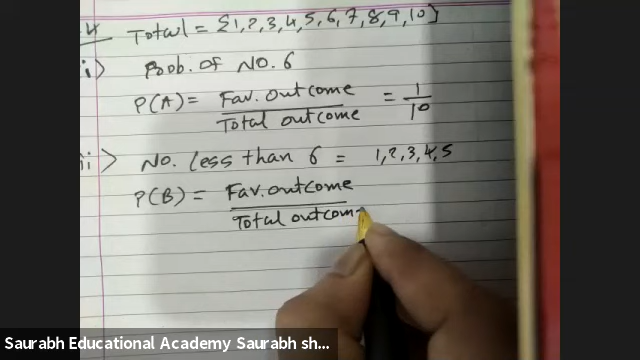 4 Total = {1,2,3,4,5,6,7,8,9,10}
i) Prob. of NO. 6
P(A) = Fav. outcome / Total outcome = 1/10
ii) No. less than 6 = 1,2,3,4,5
P(B) = Fav. outcome / Total outcom
Saurabh Educational Academy Saurabh sh...